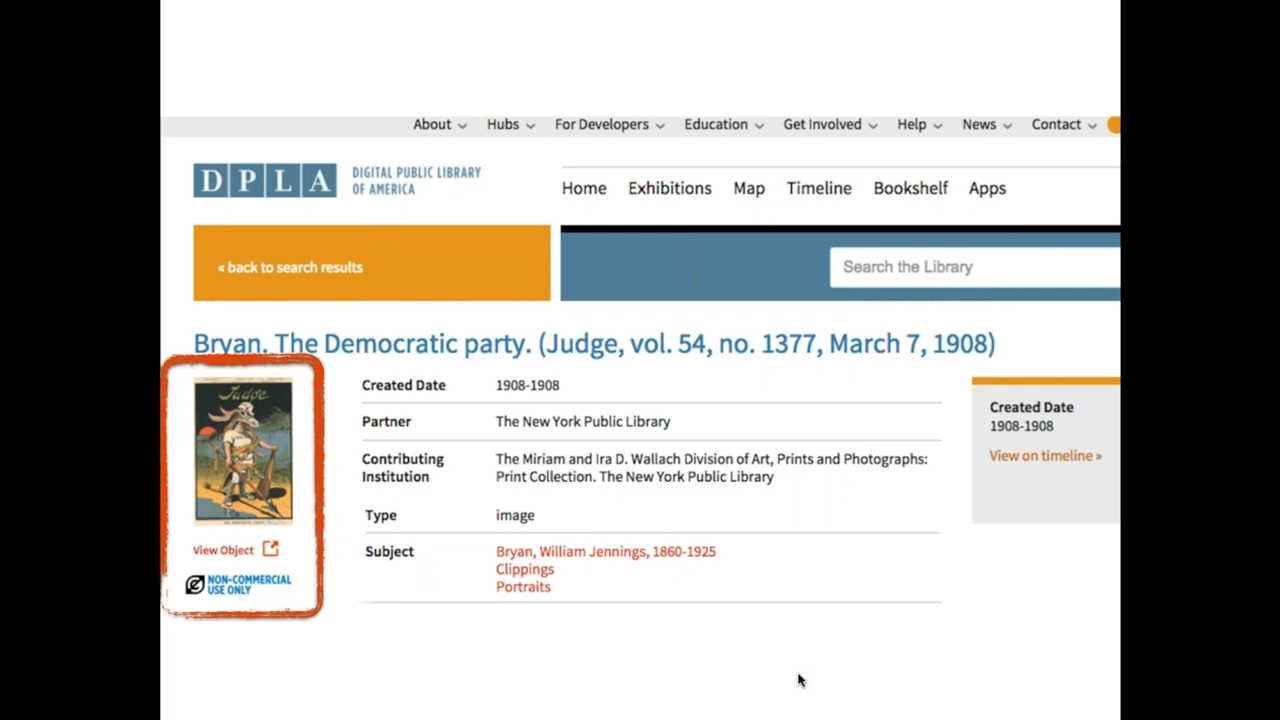 About Hubs For Developers Education Get Involved Help News Contact
DPLA DIGITAL PUBLIC LIBRARY
OF AMERICA
Home Exhibitions Map Timeline Bookshelf Apps
« back to search results
Search the Library
Bryan, The Democratic party. (Judge, vol. 54, no. 1377, March 7, 1908)
Judge
THE DEMOCRATIC PARTY
View Object
NON-COMMERCIAL
USE ONLY
Created Date 1908-1908
Partner The New York Public Library
Contributing The Miriam and Ira D. Wallach Division of Art, Prints and Photographs:
Institution Print Collection. The New York Public Library
Type image
Subject Bryan, William Jennings, 1860-1925
Clippings
Portraits
Created Date
1908-1908
View on timeline »